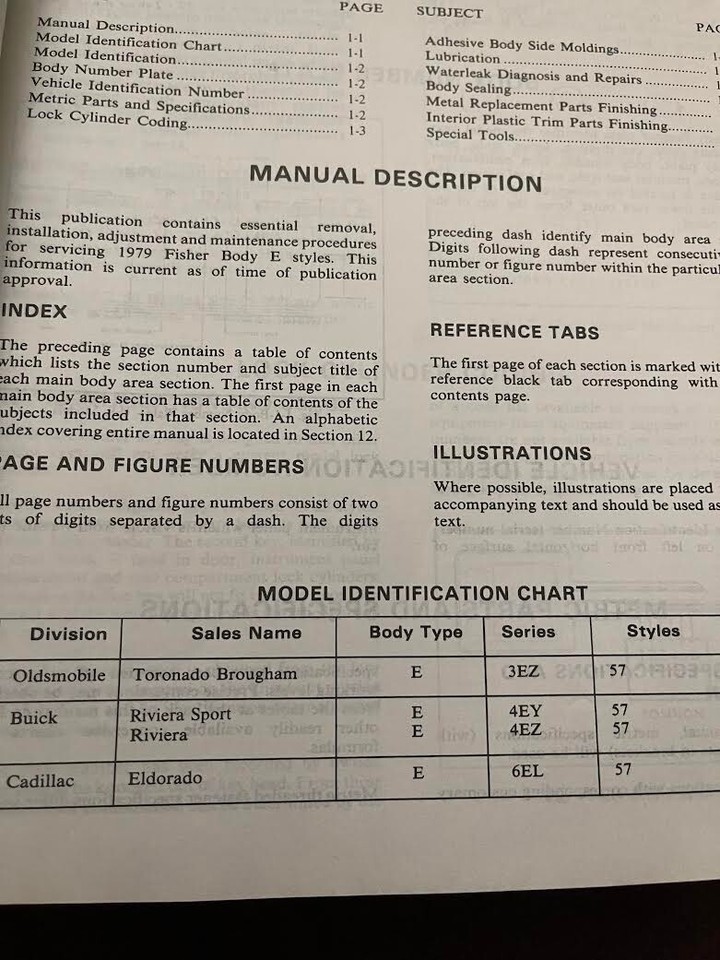 PAGE SUBJECT
Manual Description.................................... 1-1
Model Identification Chart......................... 1-1
Model Identification................................... 1-2
Body Number Plate.................................... 1-2
Vehicle Identification Number.................... 1-2
Metric Parts and Specifications................... 1-2
Lock Cylinder Coding................................ 1-3
Adhesive Body Side Moldings....................
Lubrication................................................
Waterleak Diagnosis and Repairs...............
Body Sealing..............................................
Metal Replacement Parts Finishing............
Interior Plastic Trim Parts Finishing..........
Special Tools..............................................
MANUAL DESCRIPTION
This publication contains essential removal,
installation, adjustment and maintenance procedures
for servicing 1979 Fisher Body E styles. This
information is current as of time of publication
approval.
INDEX
The preceding page contains a table of contents
which lists the section number and subject title of
each main body area section. The first page in each
main body area section has a table of contents of the
subjects included in that section. An alphabetic
index covering entire manual is located in Section 12.
PAGE AND FIGURE NUMBERS
ll page numbers and figure numbers consist of two
ts of digits separated by a dash. The digits
preceding dash identify main body area
Digits following dash represent consecutiv
number or figure number within the particul
area section.
REFERENCE TABS
The first page of each section is marked wit
reference black tab corresponding with
contents page.
ILLUSTRATIONS
Where possible, illustrations are placed
accompanying text and should be used as
text.
MODEL IDENTIFICATION CHART
Division Sales Name Body Type Series Styles
Oldsmobile Toronado Brougham E 3EZ 57
Buick Riviera Sport E 4EY 57
Riviera E 4EZ 57
Cadillac Eldorado E 6EL 57